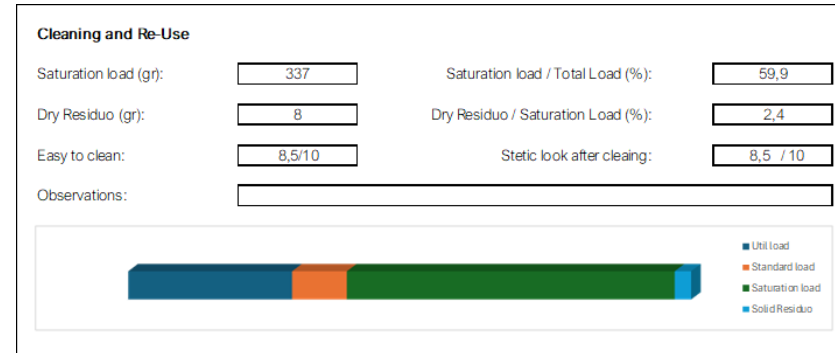 Cleaning and Re-Use
Saturation load (gr): 337 Saturation load / Total Load (%): 59,9
Dry Residuo (gr): 8 Dry Residuo / Saturation Load (%): 2,4
Easy to clean: 8,5/10 Stetic look after cleaing: 8,5 / 10
Observations:
Util load
Standard load
Saturation load
Solid Residuo